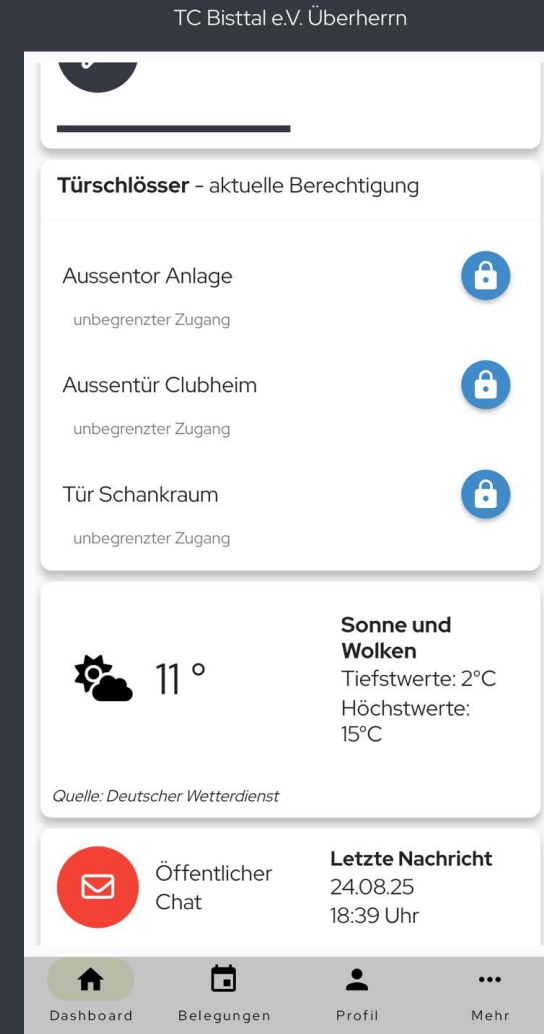 TC Bisttal e.V. Überherrn
Türschlösser - aktuelle Berechtigung
Aussentor Anlage
unbegrenzter Zugang
Aussentür Clubheim
unbegrenzter Zugang
Tür Schankraum
unbegrenzter Zugang
11 °
Sonne und
Wolken
Tiefstwerte: 2°C
Höchstwerte:
15°C
Quelle: Deutscher Wetterdienst
Öffentlicher
Chat
Letzte Nachricht
24.08.25
18:39 Uhr
Dashboard
Belegungen
Profil
Mehr